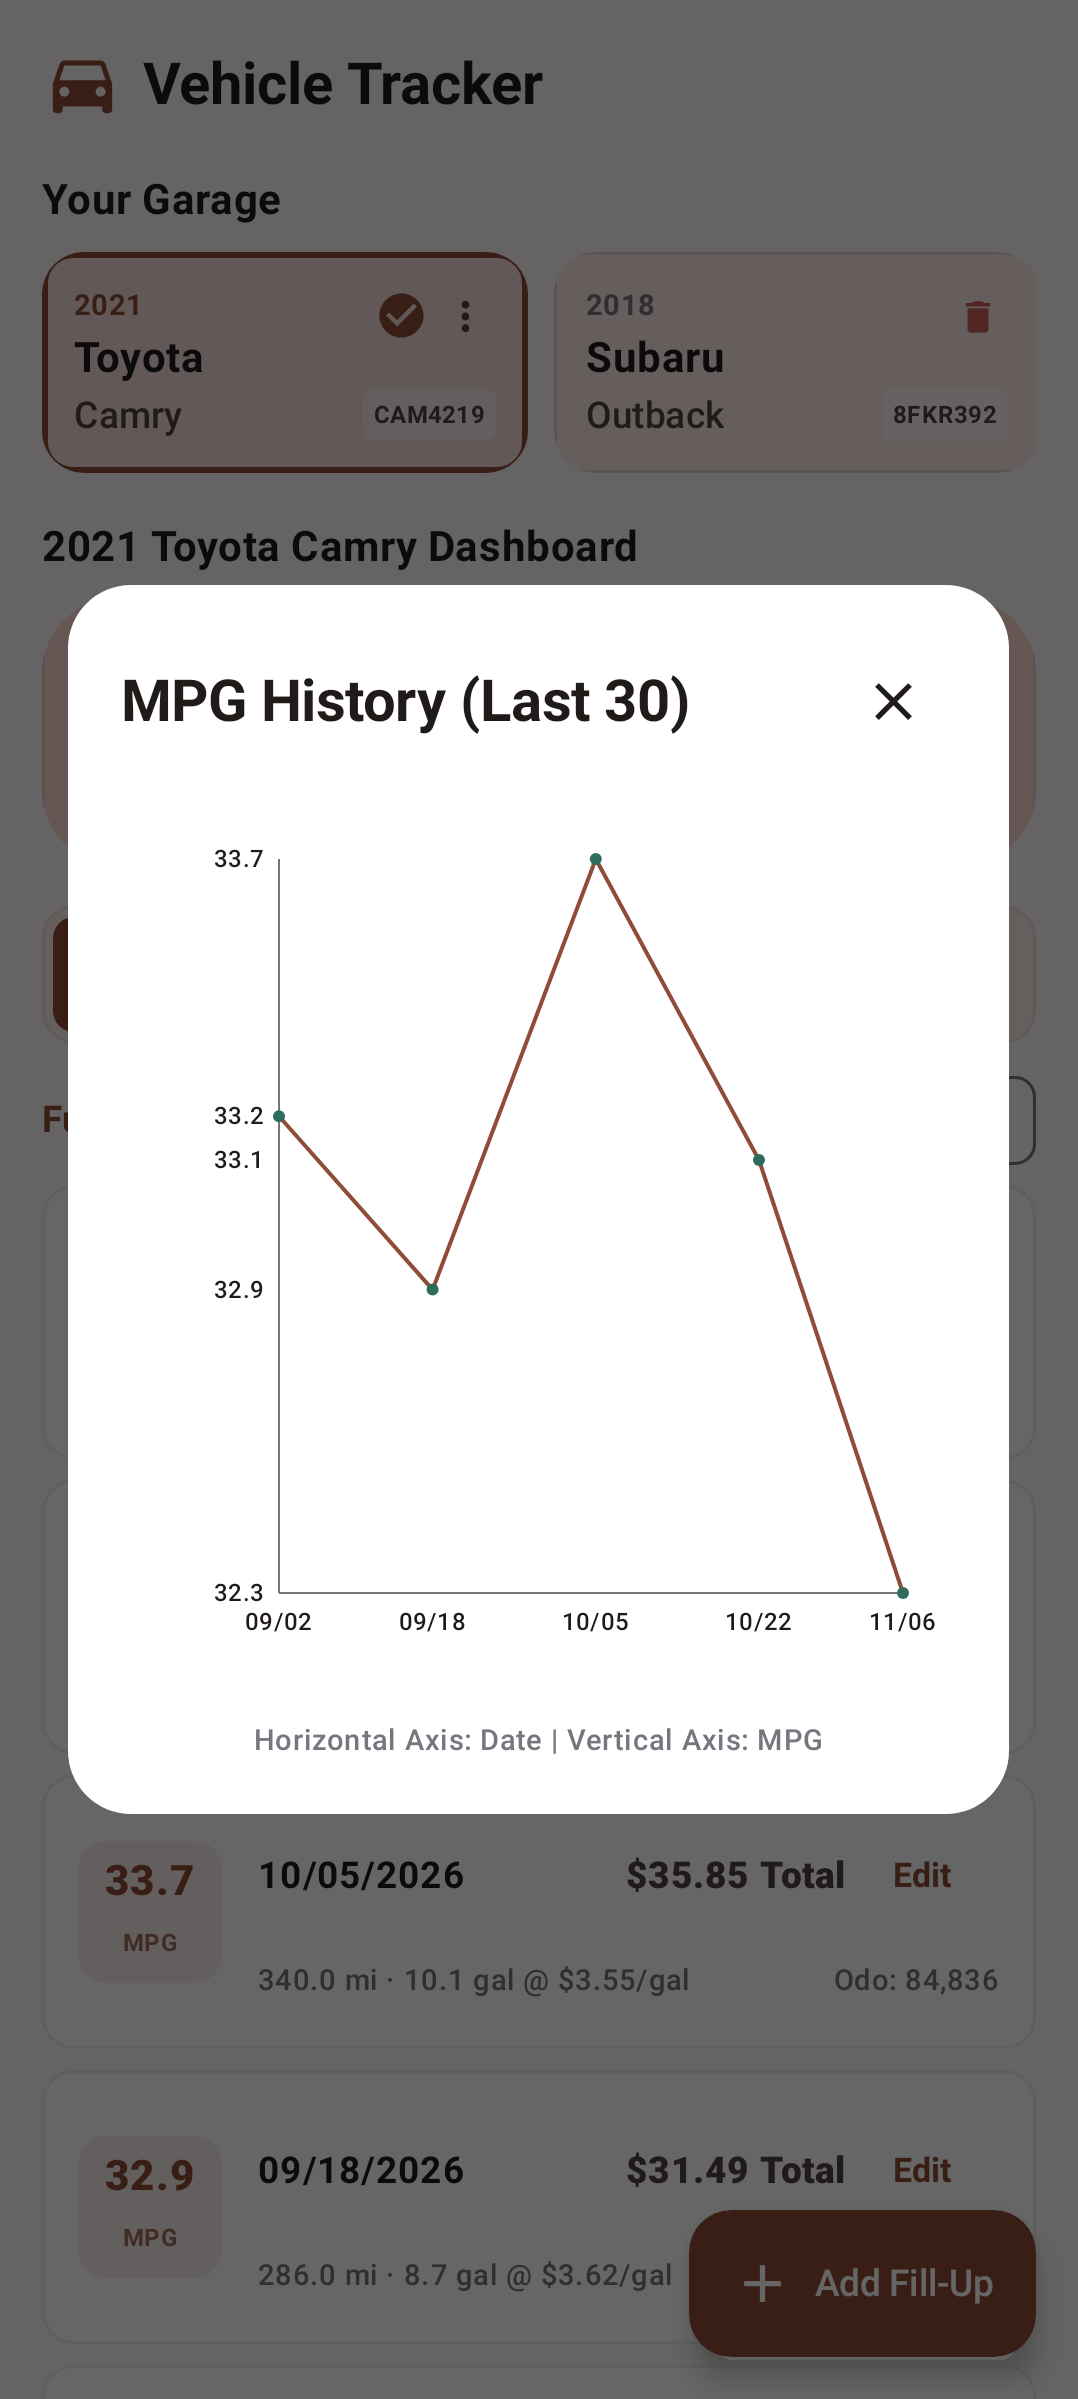 Vehicle Tracker
Your Garage
2021
Toyota
Camry
CAM4219
2018
Subaru
Outback
8FKR392
2021 Toyota Camry Dashboard
MPG History (Last 30)
33.7
33.2
33.1
32.9
32.3
09/02 09/18 10/05 10/22 11/06
Horizontal Axis: Date | Vertical Axis: MPG
33.7
MPG
10/05/2026 $35.85 Total Edit
340.0 mi · 10.1 gal @ $3.55/gal Odo: 84,836
32.9
MPG
09/18/2026 $31.49 Total Edit
286.0 mi · 8.7 gal @ $3.62/gal
Add Fill-Up